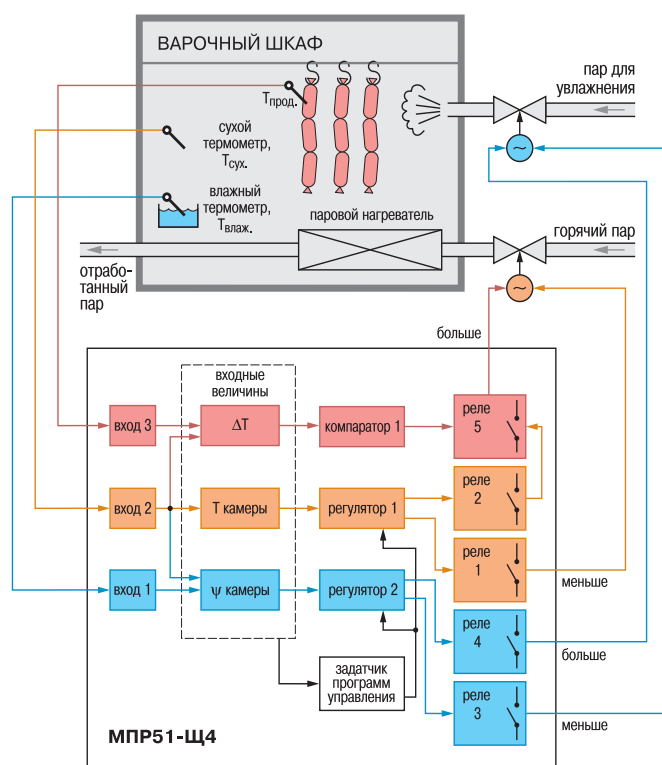 ВАРОЧНЫЙ ШКАФ
пар для
увлажнения
Tпрод.
сухой
термометр,
Tсух.
влажный
термометр,
Tвлаж.
~
паровой нагреватель
горячий пар
отрабо-
танный
пар
~
больше
входные
величины
вход 3
ΔT
компаратор 1
реле
5
вход 2
T камеры
регулятор 1
реле
2
реле
1
меньше
вход 1
ψ камеры
регулятор 2
реле
4
больше
задатчик
программ
управления
реле
3
меньше
МПР51-Щ4